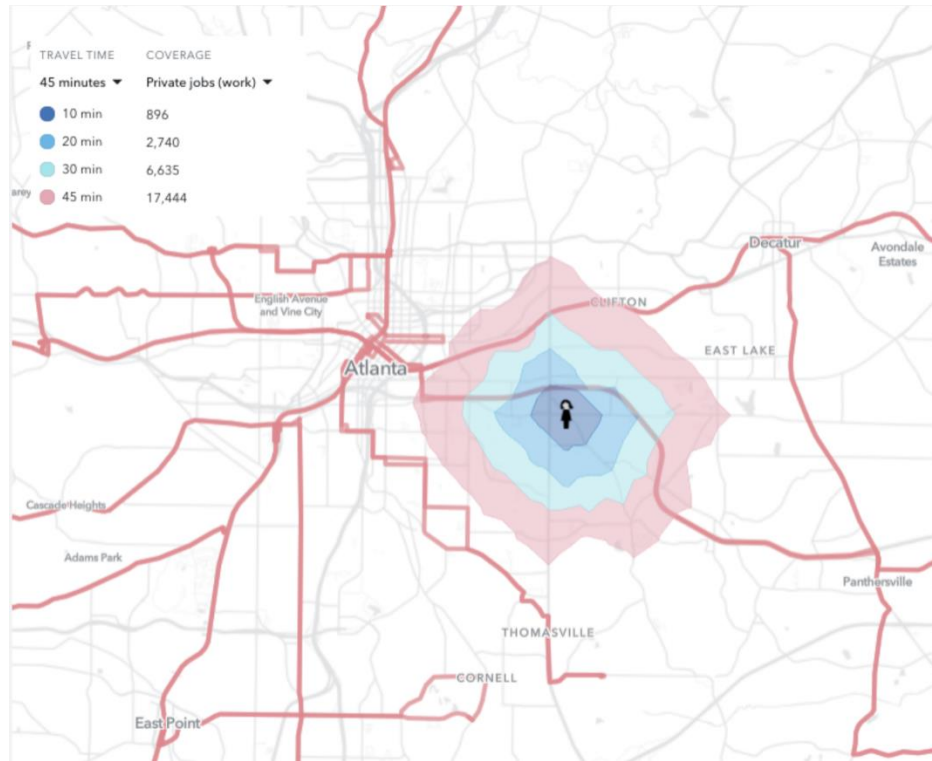 TRAVEL TIME COVERAGE
45 minutes Private jobs (work)
10 min 896
20 min 2,740
30 min 6,635
45 min 17,444
arey
Decatur
Avondale
Estates
English Avenue
and Vine City
CLIFTON
EAST LAKE
Atlanta
Cascade Heights
Adams Park
Panthersville
THOMASVILLE
CORNELL
East Point